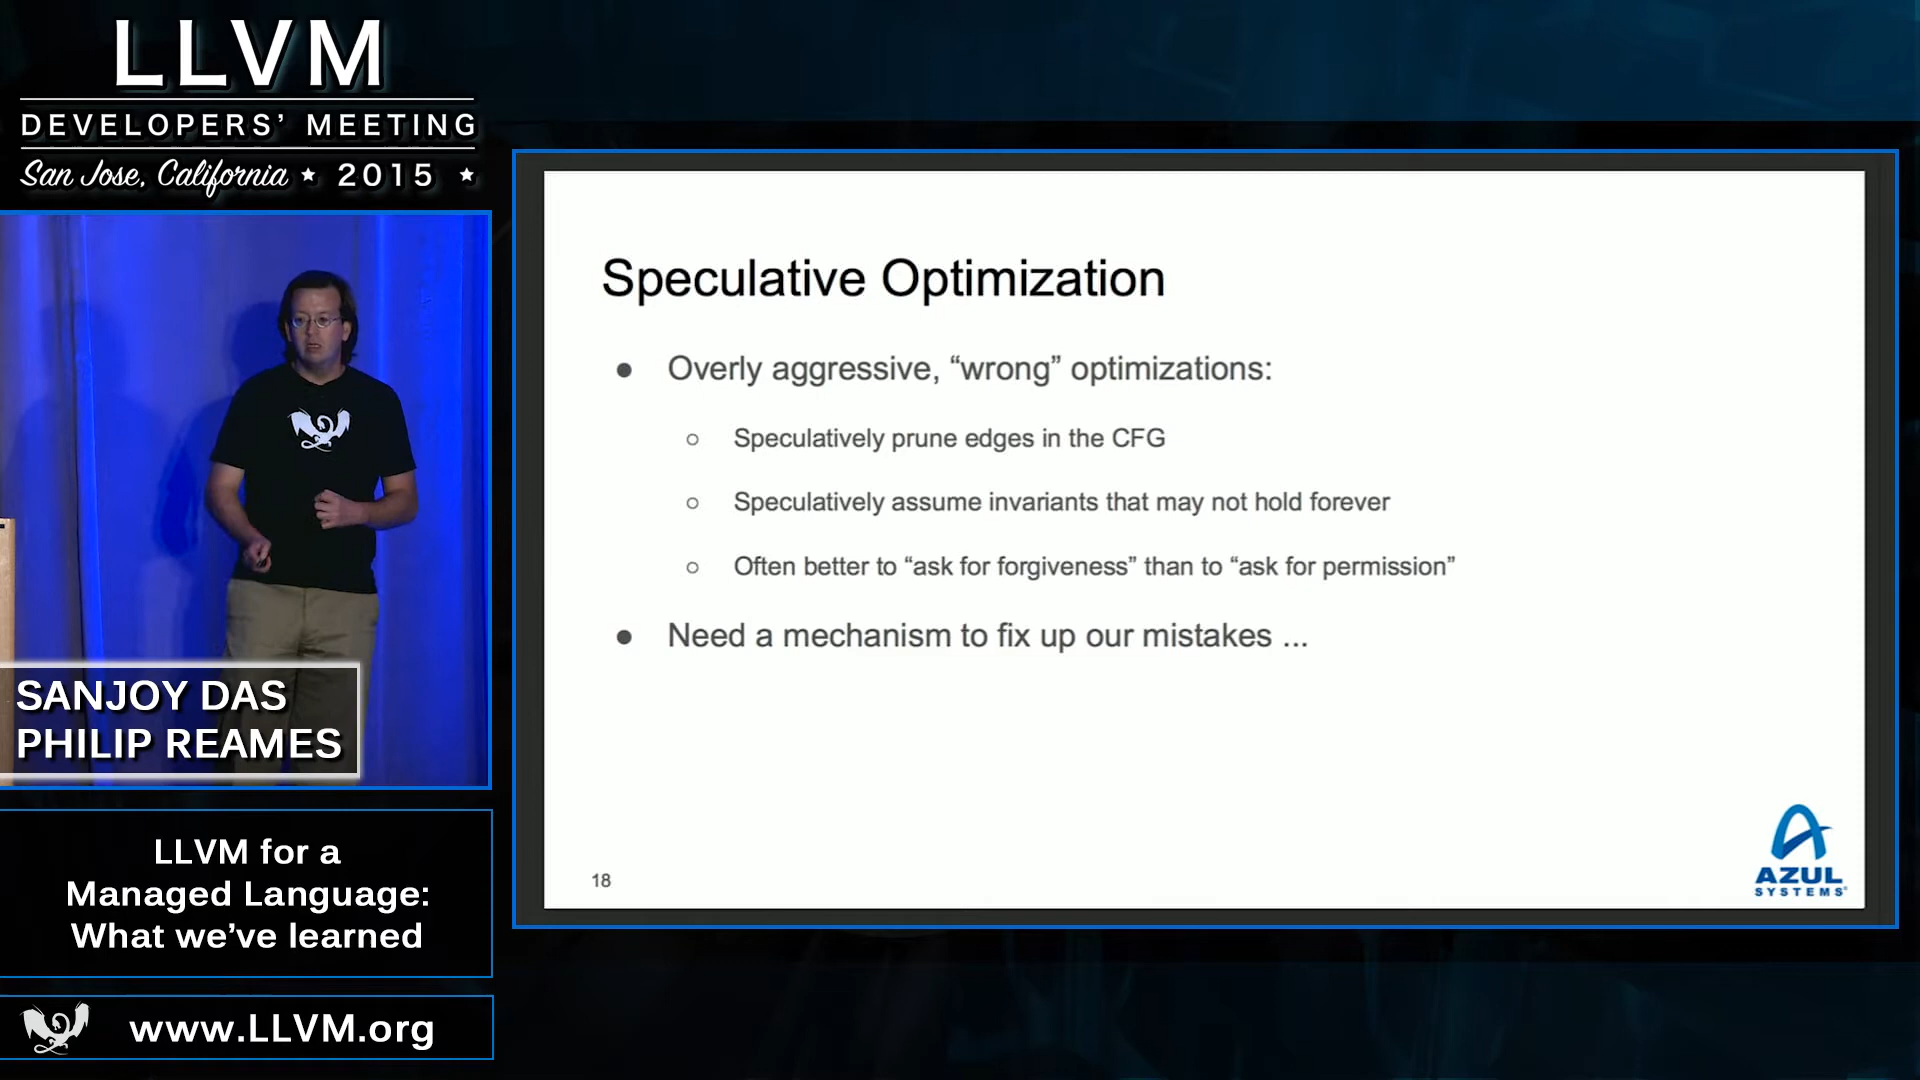 LLVM
DEVELOPERS’ MEETING
San Jose, California ★ 2015 ★
SANJOY DAS
PHILIP REAMES
LLVM for a
Managed Language:
What we’ve learned
www.LLVM.org
Speculative Optimization
● Overly aggressive, “wrong” optimizations:
○ Speculatively prune edges in the CFG
○ Speculatively assume invariants that may not hold forever
○ Often better to “ask for forgiveness” than to “ask for permission”
● Need a mechanism to fix up our mistakes ...
18
AZUL
SYSTEMS®